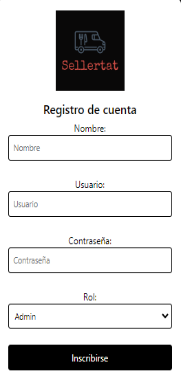 Sellertat
Registro de cuenta
Nombre:
Nombre
Usuario:
Usuario
Contraseña:
Contraseña
Rol:
Admin
Inscribirse